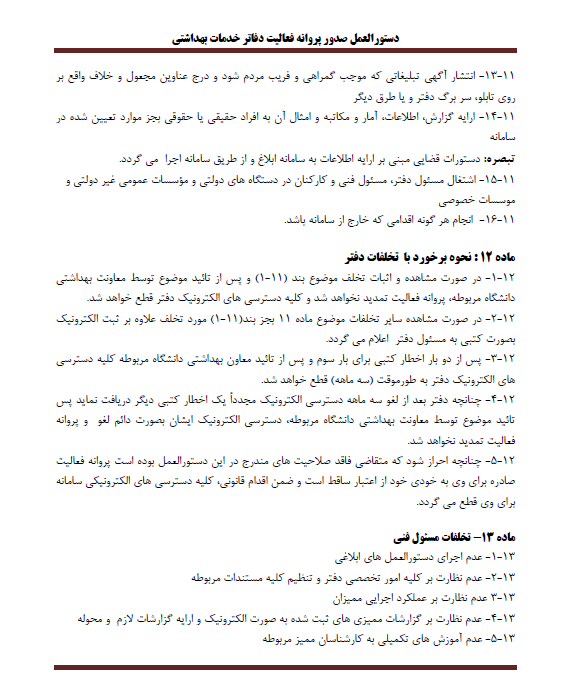 دستورالعمل صدور پروانه فعالیت دفاتر خدمات بهداشتی
۱۱-۱۳- انتشار آگهی تبلیغاتی که موجب گمراهی و فریب مردم شود و درج عناوین مجعول و خلاف واقع بر
روی تابلو، سر برگ دفتر و یا طرق دیگر
۱۱-۱۴- ارایه گزارش، اطلاعات، آمار و مکاتبه و امثال آن به افراد حقیقی یا حقوقی بجز موارد تعیین شده در
سامانه
تبصره: دستورات قضایی مبنی بر ارایه اطلاعات به سامانه ابلاغ و از طریق سامانه اجرا می گردد.
۱۱-۱۵- اشتغال مسئول دفتر، مسئول فنی و کارکنان در دستگاه های دولتی و مؤسسات عمومی غیر دولتی و
موسسات خصوصی
۱۱-۱۶- انجام هر گونه اقدامی که خارج از سامانه باشد.
ماده ۱۲ : نحوه برخورد با تخلفات دفتر
۱۲-۱- در صورت مشاهده و اثبات تخلف موضوع بند (۱۱-۱) و پس از تائید موضوع توسط معاونت بهداشتی
دانشگاه مربوطه، پروانه فعالیت تمدید نخواهد شد و کلیه دسترسی های الکترونیک دفتر قطع خواهد شد.
۱۲-۲- در صورت مشاهده سایر تخلفات موضوع ماده ۱۱ بجز بند(۱۱-۱) مورد تخلف علاوه بر ثبت الکترونیک
بصورت کتبی به مسئول دفتر اعلام می گردد.
۱۲-۳- پس از دو بار اخطار کتبی برای بار سوم و پس از تائید معاون بهداشتی دانشگاه مربوطه کلیه دسترسی
های الکترونیک دفتر به طورموقت (سه ماهه) قطع خواهد شد.
۱۲-۴- چنانچه دفتر بعد از لغو سه ماهه دسترسی الکترونیک مجدداً یک اخطار کتبی دیگر دریافت نماید پس
تائید موضوع توسط معاونت بهداشتی دانشگاه مربوطه، دسترسی الکترونیک ایشان بصورت دائم لغو و پروانه
فعالیت تمدید نخواهد شد.
۱۲-۵- چنانچه احراز شود که متقاضی فاقد صلاحیت های مندرج در این دستورالعمل بوده است پروانه فعالیت
صادره برای وی به خودی خود از اعتبار ساقط است و ضمن اقدام قانونی، کلیه دسترسی های الکترونیکی سامانه
برای وی قطع می گردد.
ماده ۱۳- تخلفات مسئول فنی
۱۳-۱- عدم اجرای دستورالعمل های ابلاغی
۱۳-۲- عدم نظارت بر کلیه امور تخصصی دفتر و تنظیم کلیه مستندات مربوطه
۱۳-۳ عدم نظارت بر عملکرد اجرایی ممیزان
۱۳-۴- عدم نظارت بر گزارشات ممیزی های ثبت شده به صورت الکترونیک و ارایه گزارشات لازم و محوله
۱۳-۵- عدم آموزش های تکمیلی به کارشناسان ممیز مربوطه